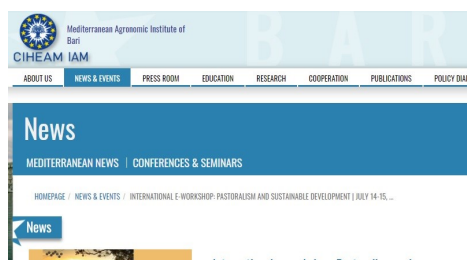 Mediterranean Agronomic Institute of
Bari
CIHEAM IAM
BAR
ABOUT US NEWS & EVENTS PRESS ROOM EDUCATION RESEARCH COOPERATION PUBLICATIONS POLICY DIA
News
MEDITERRANEAN NEWS | CONFERENCES & SEMINARS
HOMEPAGE / NEWS & EVENTS / INTERNATIONAL E-WORKSHOP: PASTORALISM AND SUSTAINABLE DEVELOPMENT | JULY 14-15, ...
News